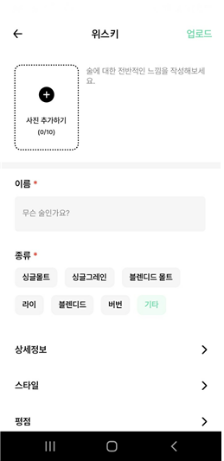 위스키
업로드
사진 추가하기
(0/10)
술에 대한 전반적인 느낌을 작성해보세
요.
이름 *
무슨 술인가요?
종류 *
싱글몰트 싱글그레인 블렌디드 몰트
라이 블렌디드 버번 기타
상세정보
스타일
평점